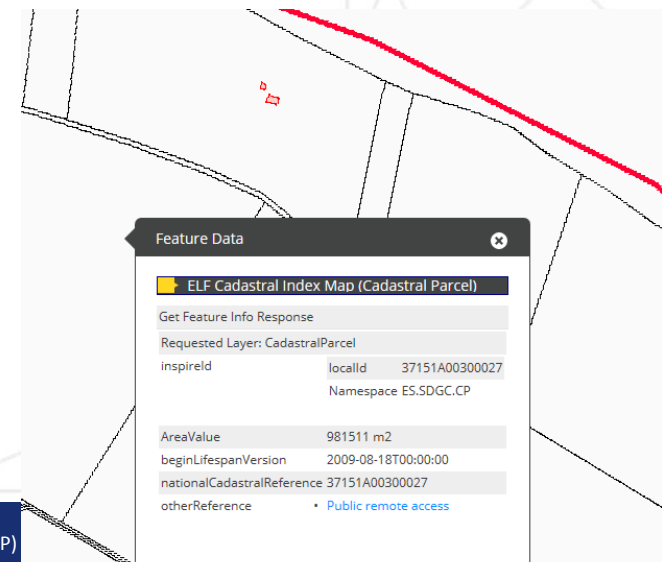 Feature Data
ELF Cadastral Index Map (Cadastral Parcel)
Get Feature Info Response
Requested Layer: CadastralParcel
inspireId localId 37151A00300027
Namespace ES.SDGC.CP
AreaValue 981511 m2
beginLifespanVersion 2009-08-18T00:00:00
nationalCadastralReference 37151A00300027
otherReference • Public remote access
P)